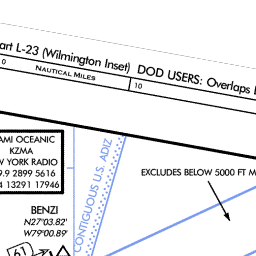 art L-23 (Wilmington Inset) DOD USERS: Overlaps
0 NAUTICAL MILES 10
AMI OCEANIC
KZMA
W YORK RADIO
9.9 2899 5616
4 13291 17946
CONTIGUOUS U.S. ADIZ
EXCLUDES BELOW 5000 FT M
BENZI
N27°03.82'
W79°00.89'
61